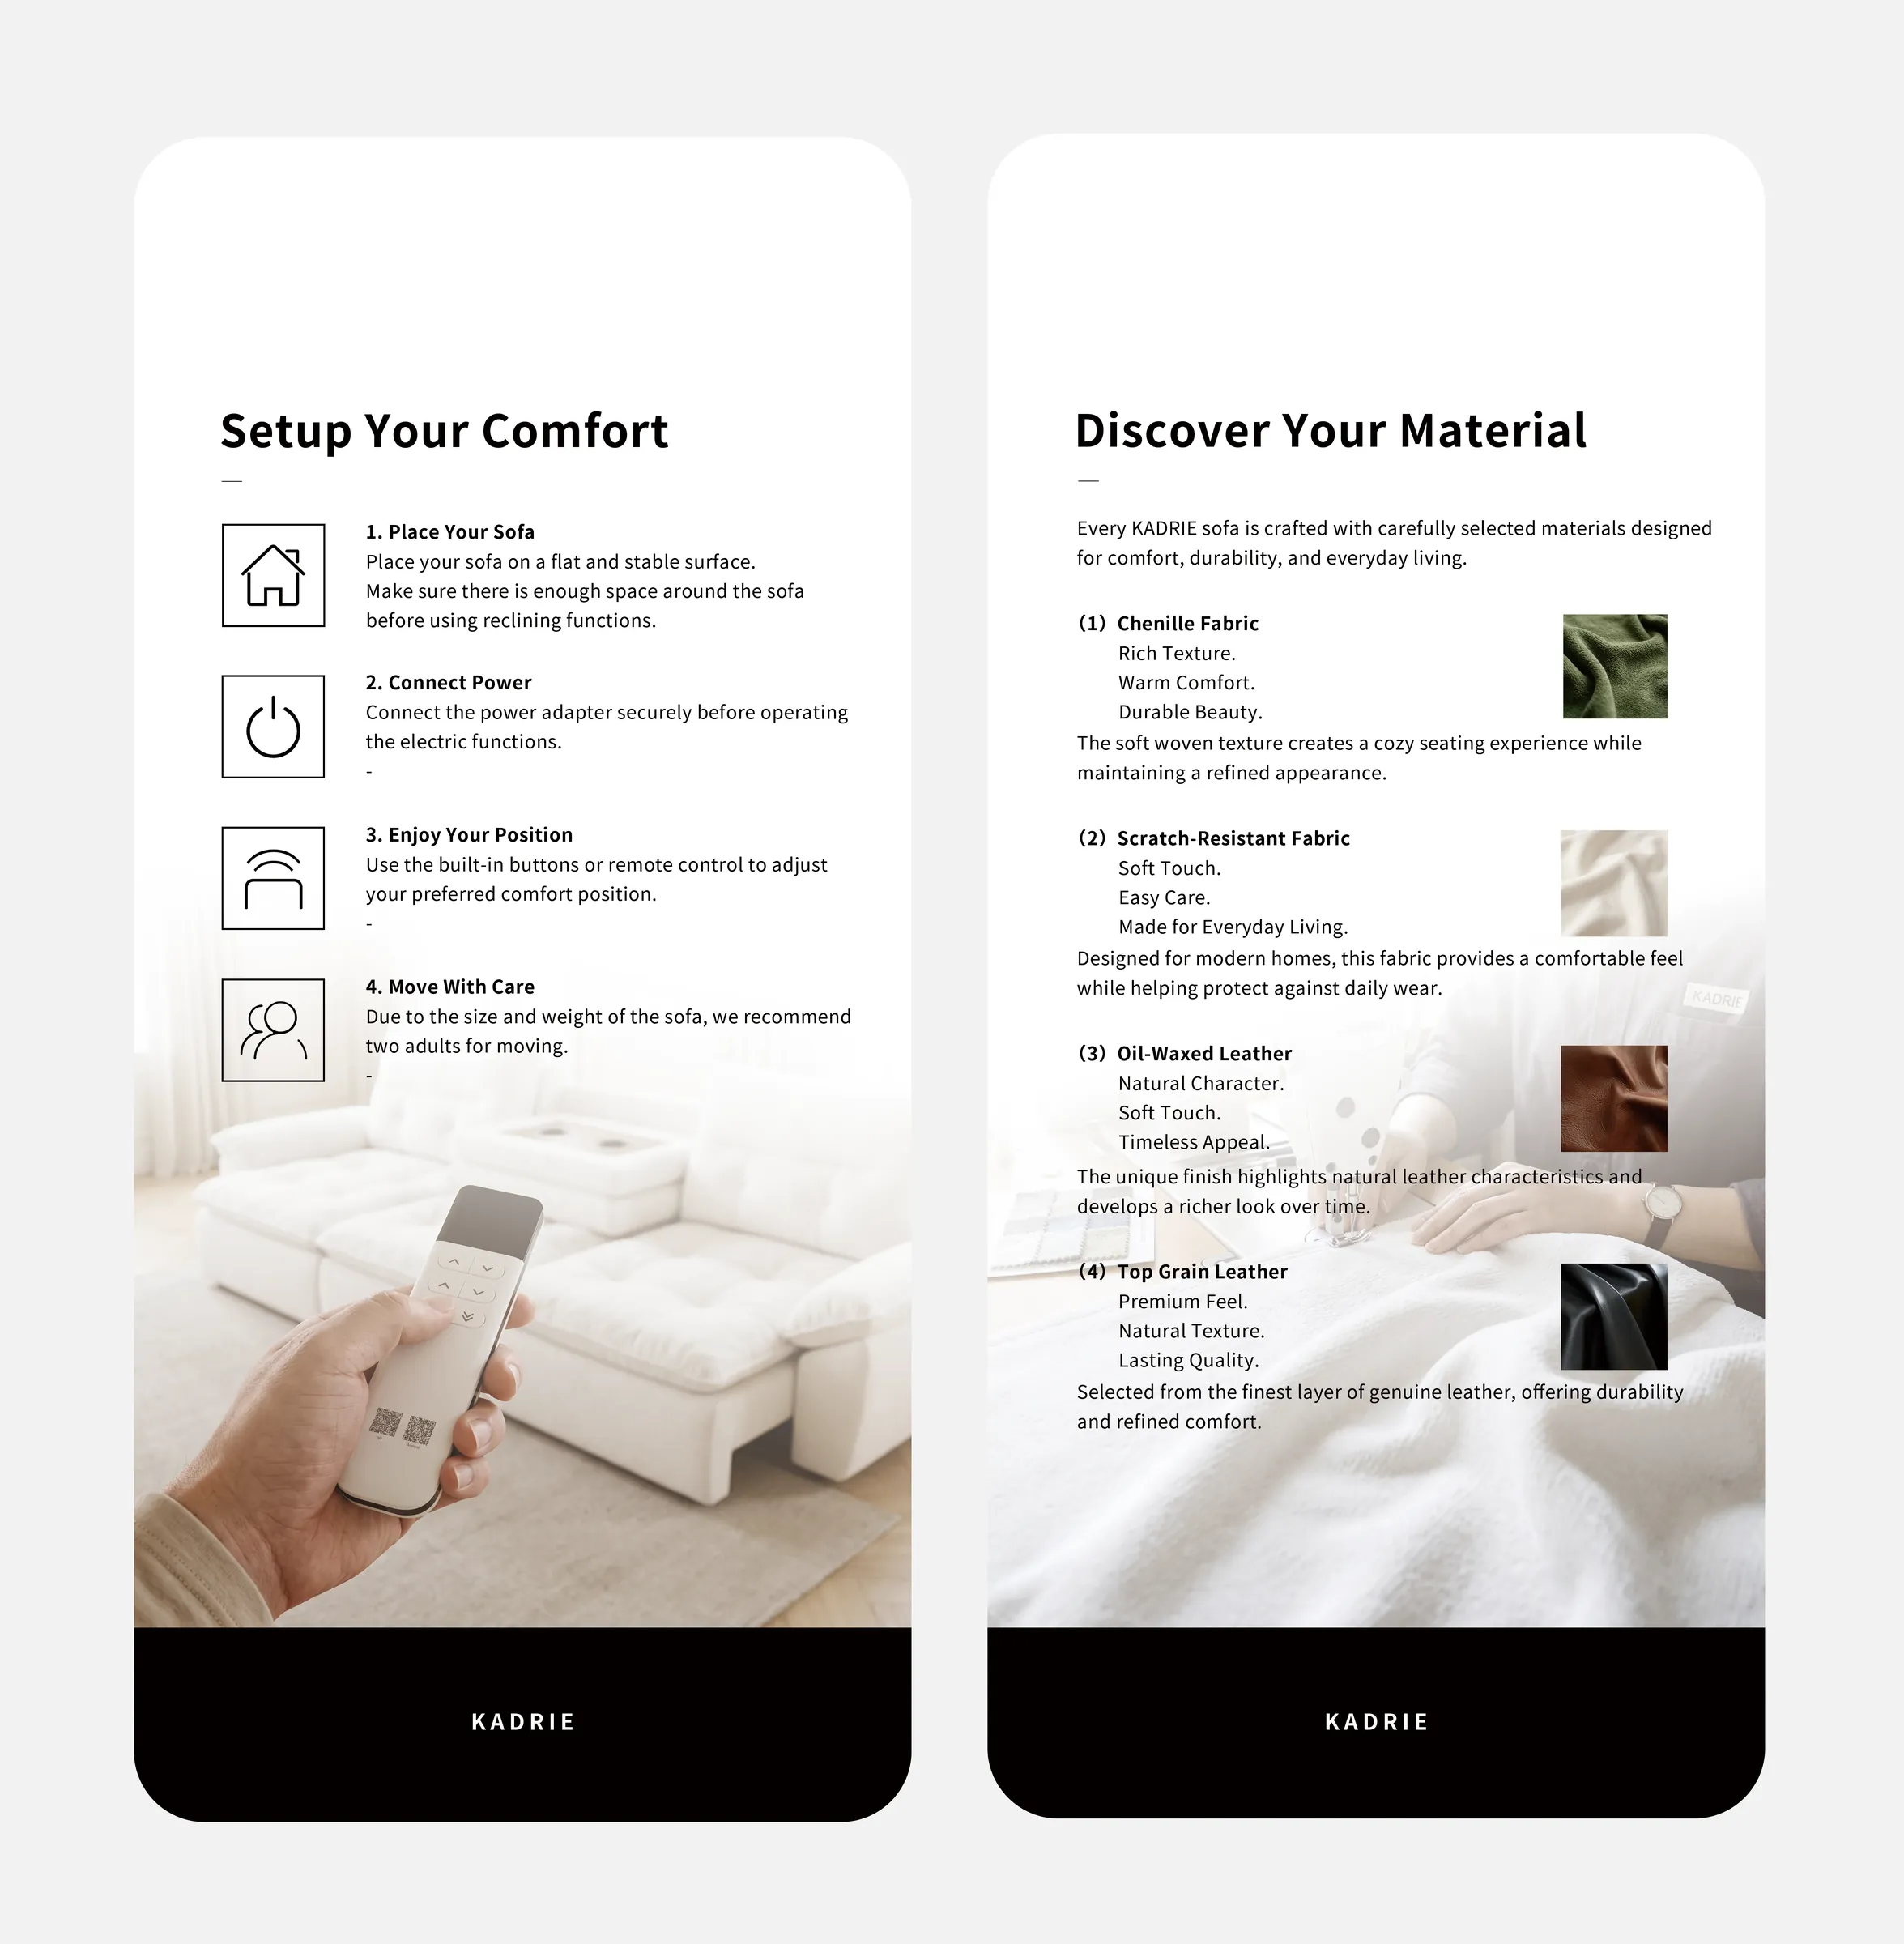 Setup Your Comfort
—
1. Place Your Sofa
Place your sofa on a flat and stable surface.
Make sure there is enough space around the sofa
before using reclining functions.
2. Connect Power
Connect the power adapter securely before operating
the electric functions.
-
3. Enjoy Your Position
Use the built-in buttons or remote control to adjust
your preferred comfort position.
-
4. Move With Care
Due to the size and weight of the sofa, we recommend
two adults for moving.
-
KADRIE
Discover Your Material
—
Every KADRIE sofa is crafted with carefully selected materials designed
for comfort, durability, and everyday living.
（1）Chenille Fabric
Rich Texture.
Warm Comfort.
Durable Beauty.
The soft woven texture creates a cozy seating experience while
maintaining a refined appearance.
（2）Scratch-Resistant Fabric
Soft Touch.
Easy Care.
Made for Everyday Living.
Designed for modern homes, this fabric provides a comfortable feel
while helping protect against daily wear.
KADRIE
（3）Oil-Waxed Leather
Natural Character.
Soft Touch.
Timeless Appeal.
The unique finish highlights natural leather characteristics and
develops a richer look over time.
（4）Top Grain Leather
Premium Feel.
Natural Texture.
Lasting Quality.
Selected from the finest layer of genuine leather, offering durability
and refined comfort.
KADRIE